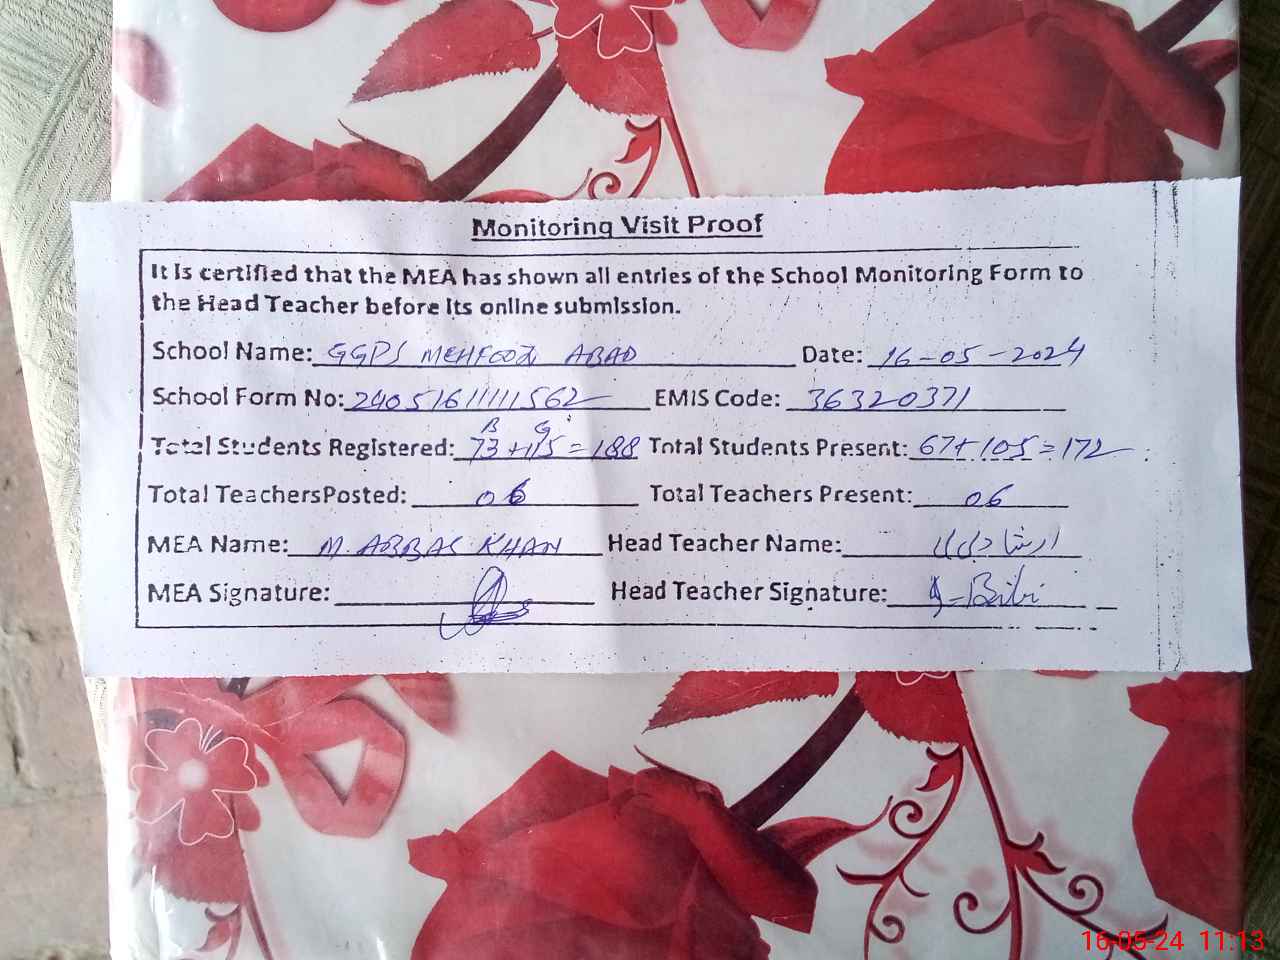 Monitoring Visit Proof
It is certified that the MEA has shown all entries of the School Monitoring Form to
the Head Teacher before its online submission.
School Name: GGPS MEHFOOZ ABAD Date: 16-05-2024
School Form No: 24051611111562 EMIS Code: 36320371
B G
Total Students Registered: 73+115=188 Total Students Present: 67+105=172
Total TeachersPosted: 06 Total Teachers Present: 06
MEA Name: M. ABBAS KHAN Head Teacher Name: ارشاد بی بی
MEA Signature: Head Teacher Signature: Bibi
16-05-24 11:13